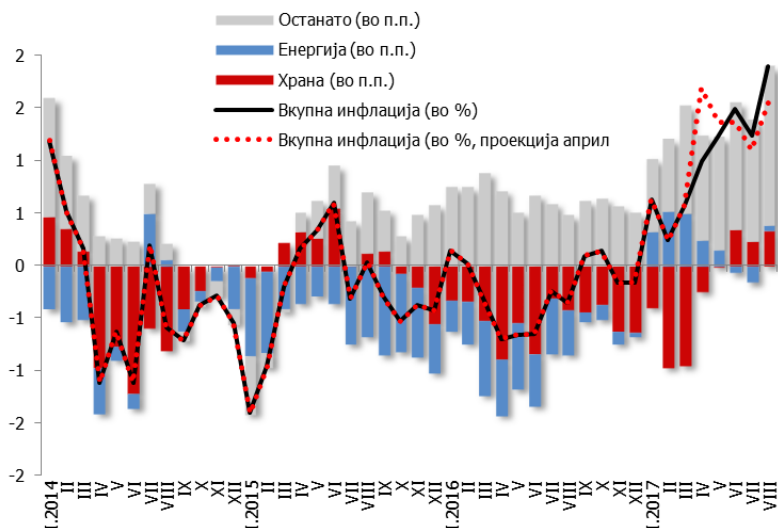 Останато (во п.п.)
Енергија (во п.п.)
Храна (во п.п.)
Вкупна инфлација (во %)
Вкупна инфлација (во %, проекција април
2
2
1
1
0
-1
-1
-2
-2
I.2014 II III IV V VI VII VIII IX X XI XII I.2015 II III IV V VI VII VIII IX X XI XII I.2016 II III IV V VI VII VIII IX X XI XII I.2017 II III IV V VI VII VIII